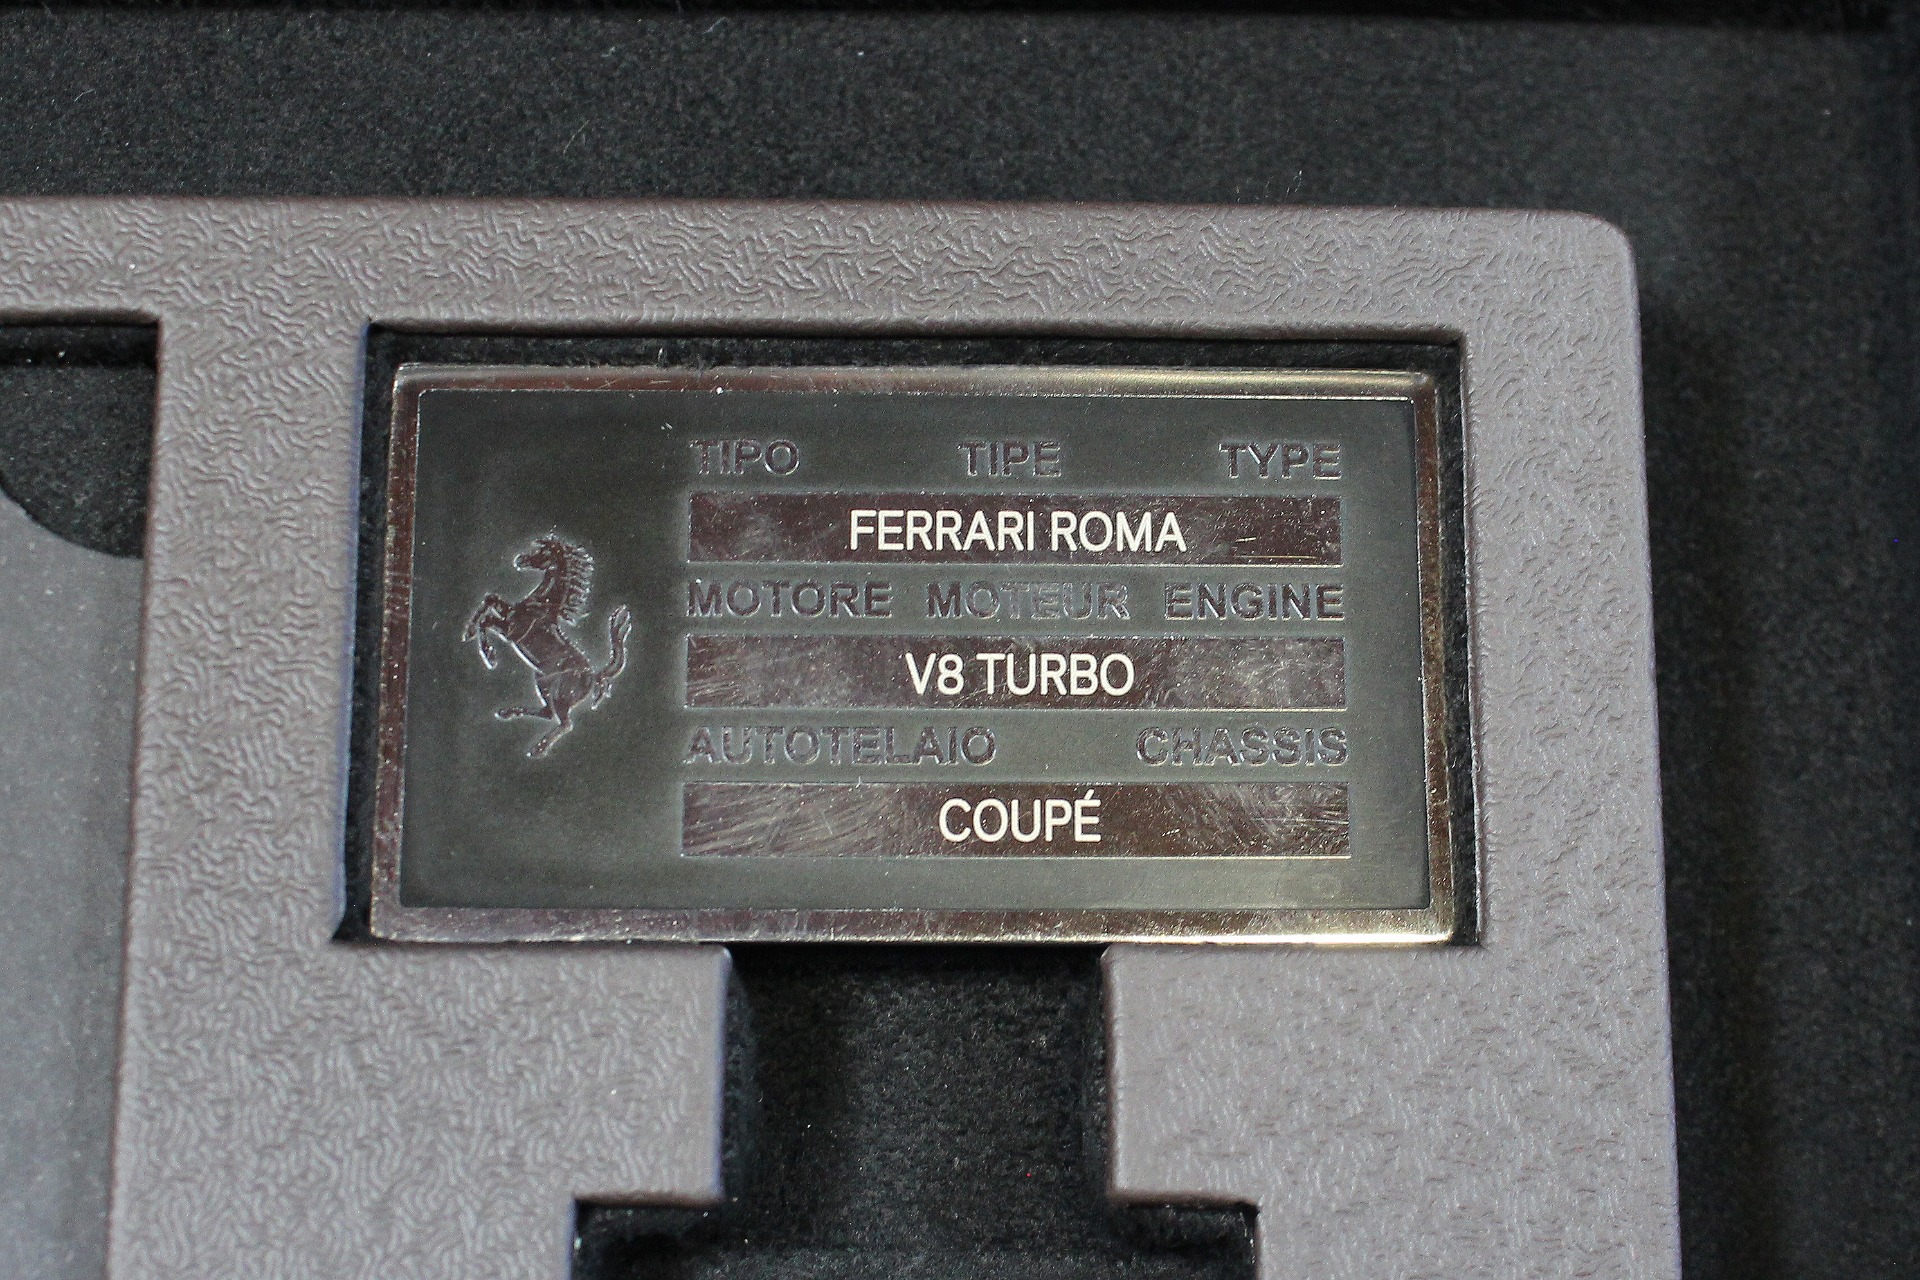 TIPO TIPE TYPE
FERRARI ROMA
MOTORE MOTEUR ENGINE
V8 TURBO
AUTOTELAIO CHASSIS
COUPÉ